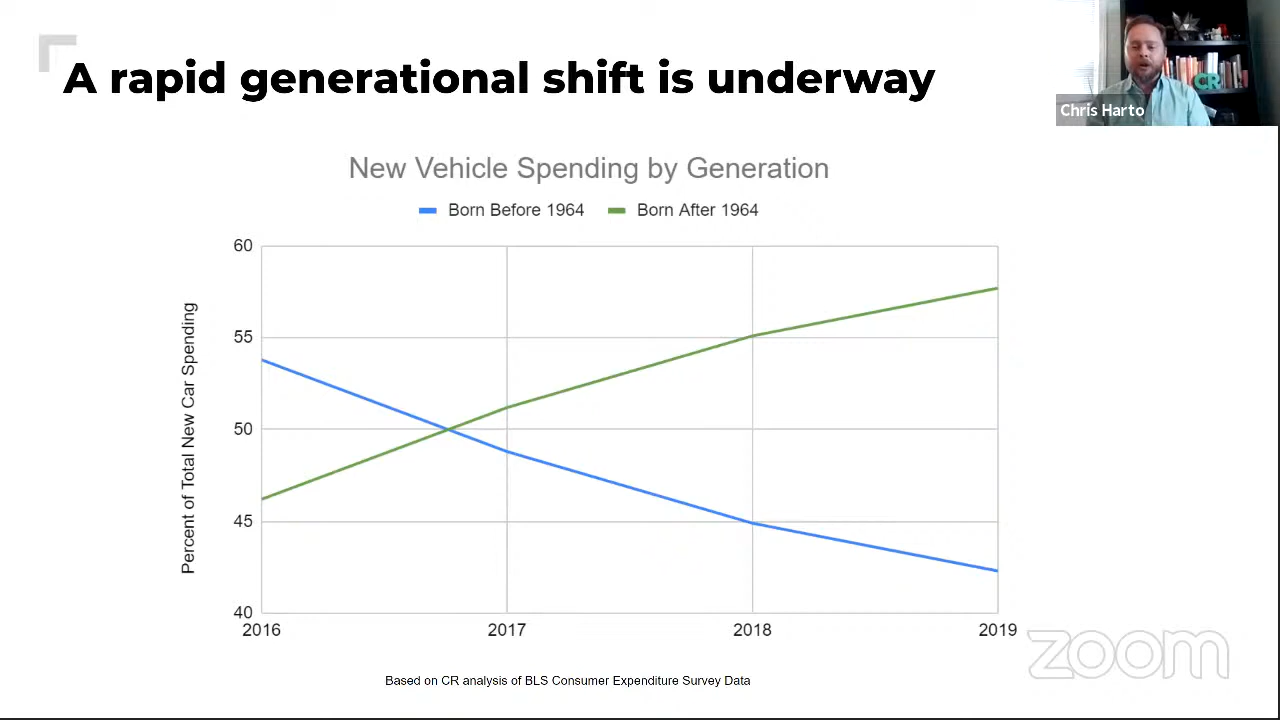 A rapid generational shift is underway
CR
Chris Harto
New Vehicle Spending by Generation
Born Before 1964
Born After 1964
Percent of Total New Car Spending
60
55
50
45
40
2016
2017
2018
2019
zoom
Based on CR analysis of BLS Consumer Expenditure Survey Data